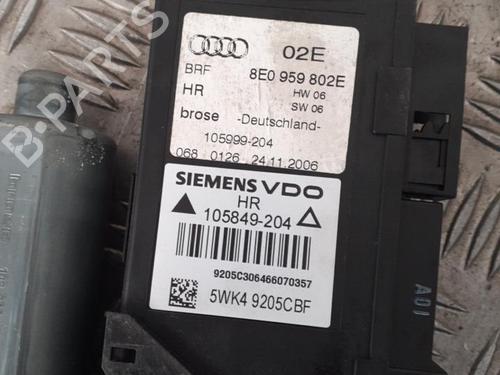 02E
BRF 8E0 959 802E
HR HW 06
SW 06
brose -Deutschland-
105999-204
068 0126 24.11.2006
SIEMENS VDO
HR
105849-204
9205C306466070357
5WK4 9205CBF
A01
B-PARTS